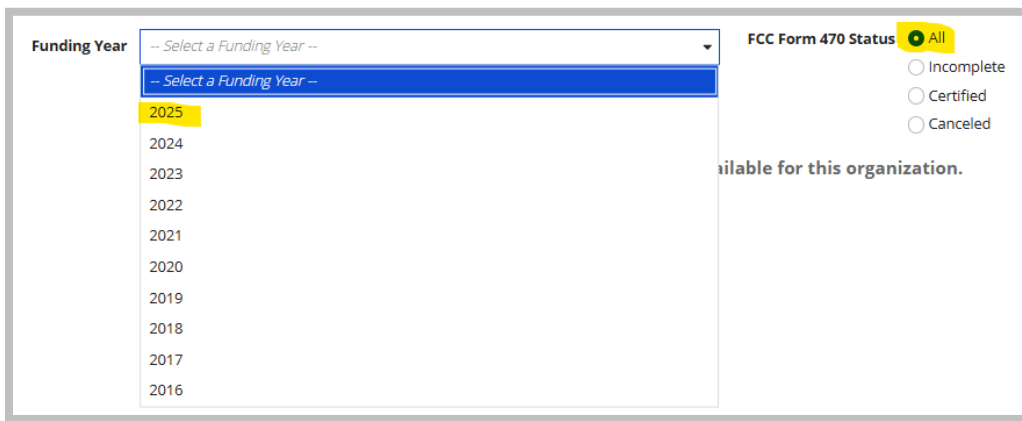 Funding Year
-- Select a Funding Year --
FCC Form 470 Status
All
Incomplete
Certified
Canceled
-- Select a Funding Year --
2025
2024
2023
2022
2021
2020
2019
2018
2017
2016
for this organization.